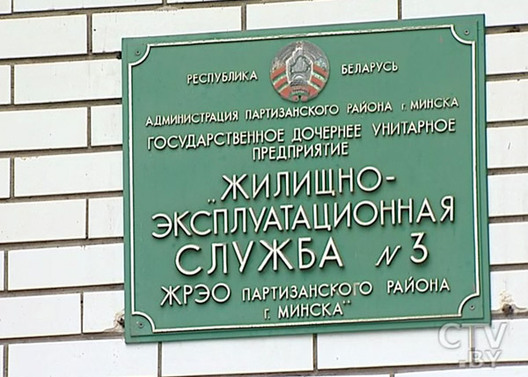 РЕСПУБЛИКА БЕЛАРУСЬ
АДМИНИСТРАЦИЯ ПАРТИЗАНСКОГО РАЙОНА г. МИНСКА
ГОСУДАРСТВЕННОЕ ДОЧЕРНЕЕ УНИТАРНОЕ
ПРЕДПРИЯТИЕ
„ЖИЛИЩНО-
ЭКСПЛУАТАЦИОННАЯ
СЛУЖБА N 3
ЖРЭО ПАРТИЗАНСКОГО РАЙОНА
г. МИНСКА"
CTV
.BY